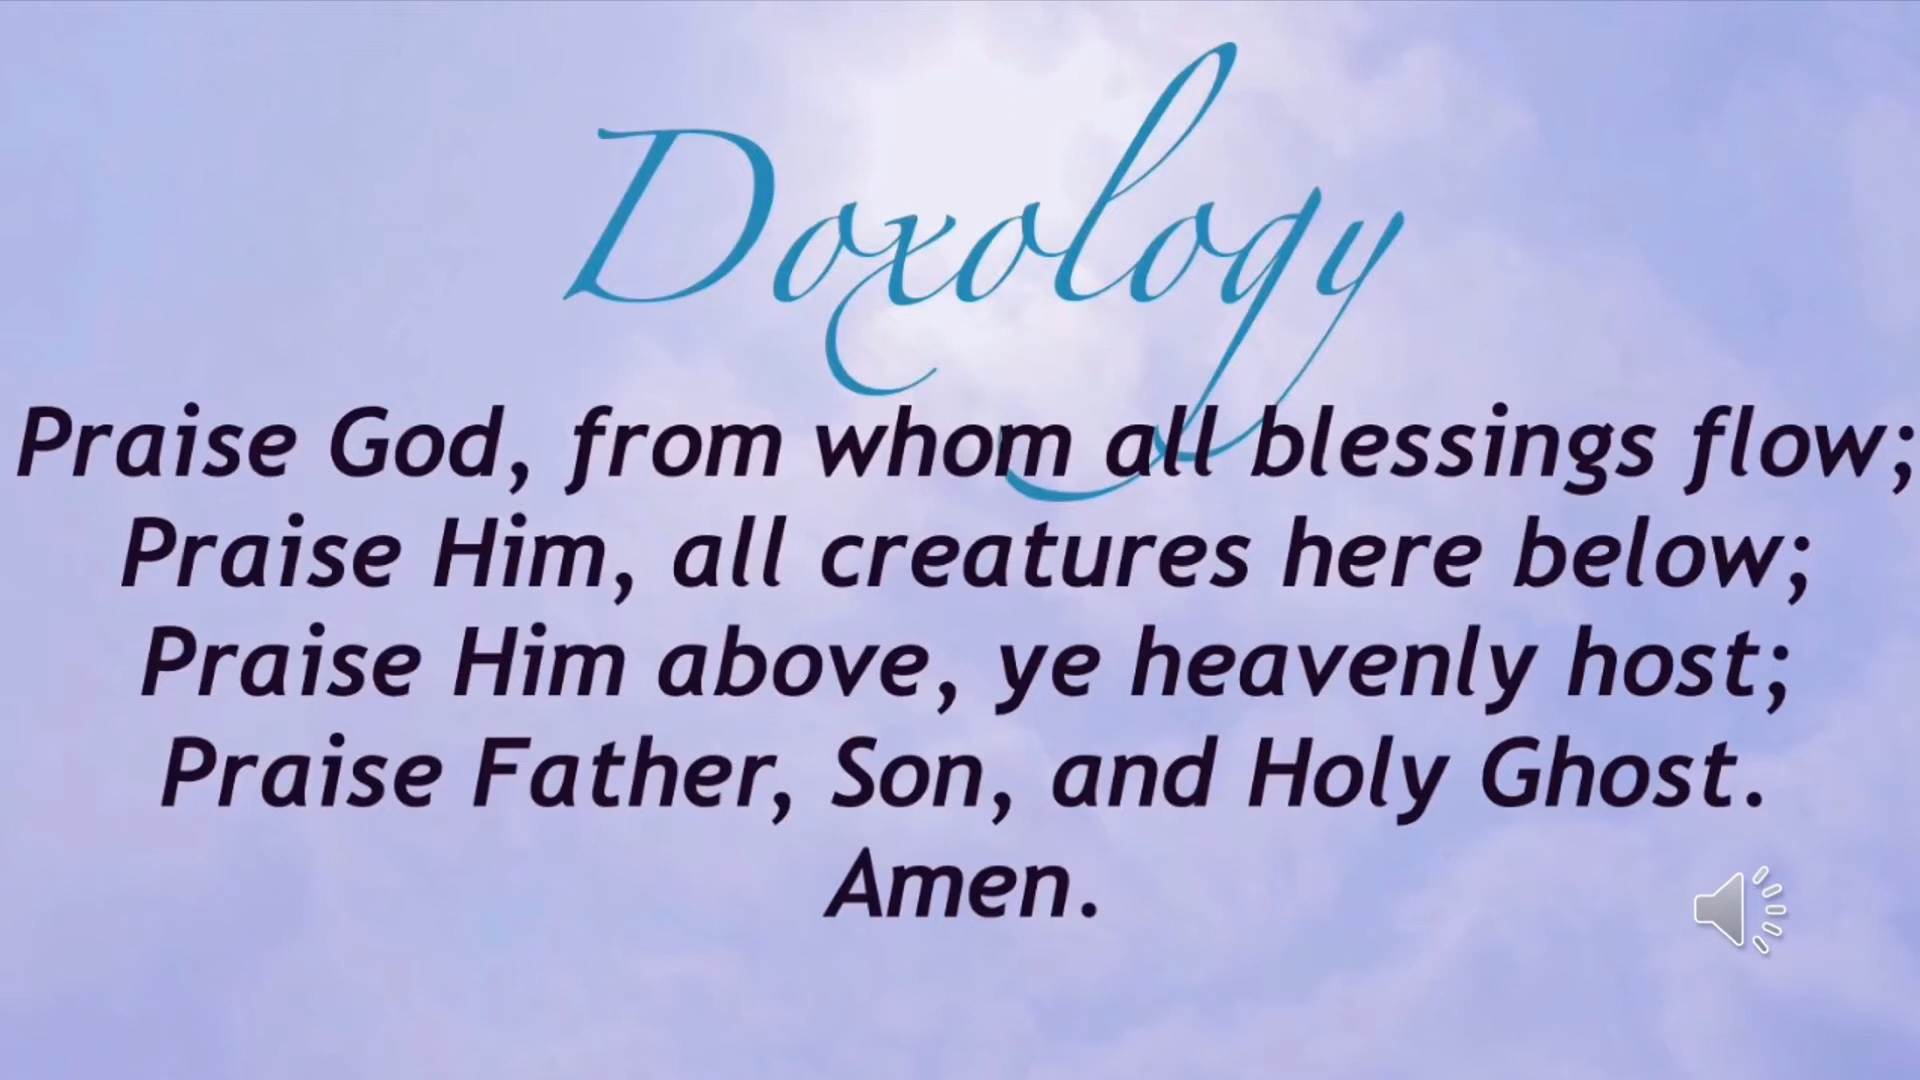 Doxology
Praise God, from whom all blessings flow;
Praise Him, all creatures here below;
Praise Him above, ye heavenly host;
Praise Father, Son, and Holy Ghost.
Amen.